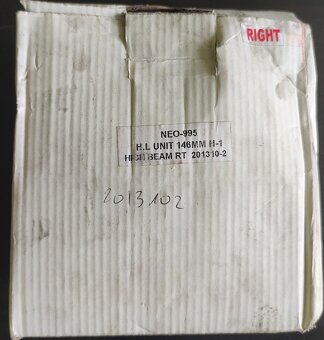 RIGHT
NEO-995
H.L UNIT 146MM H-1
HIGH BEAM RT 201310-2
2013102